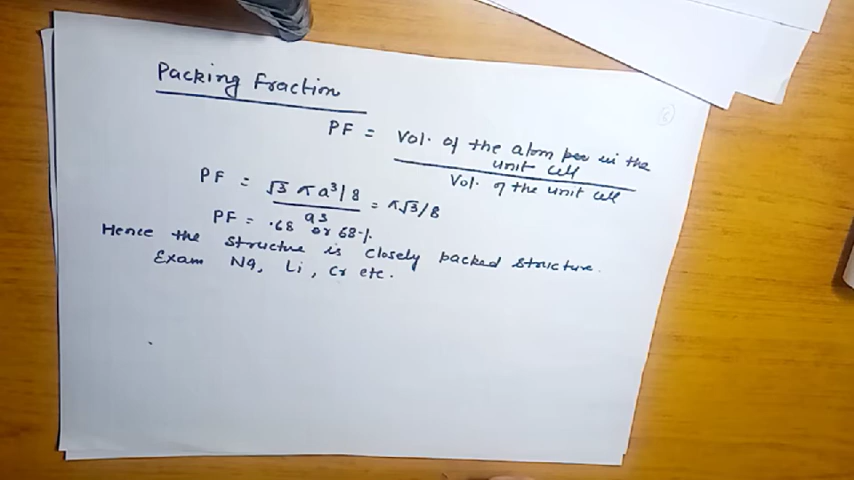 Packing Fraction
PF = Vol. of the atom per in the
unit cell
Vol. of the unit cell
PF = √3 π a³/8 = π√3/8
a3
PF = .68 or 68%
Hence the structure is closely packed structure.
Exam Na, Li, Cr etc.